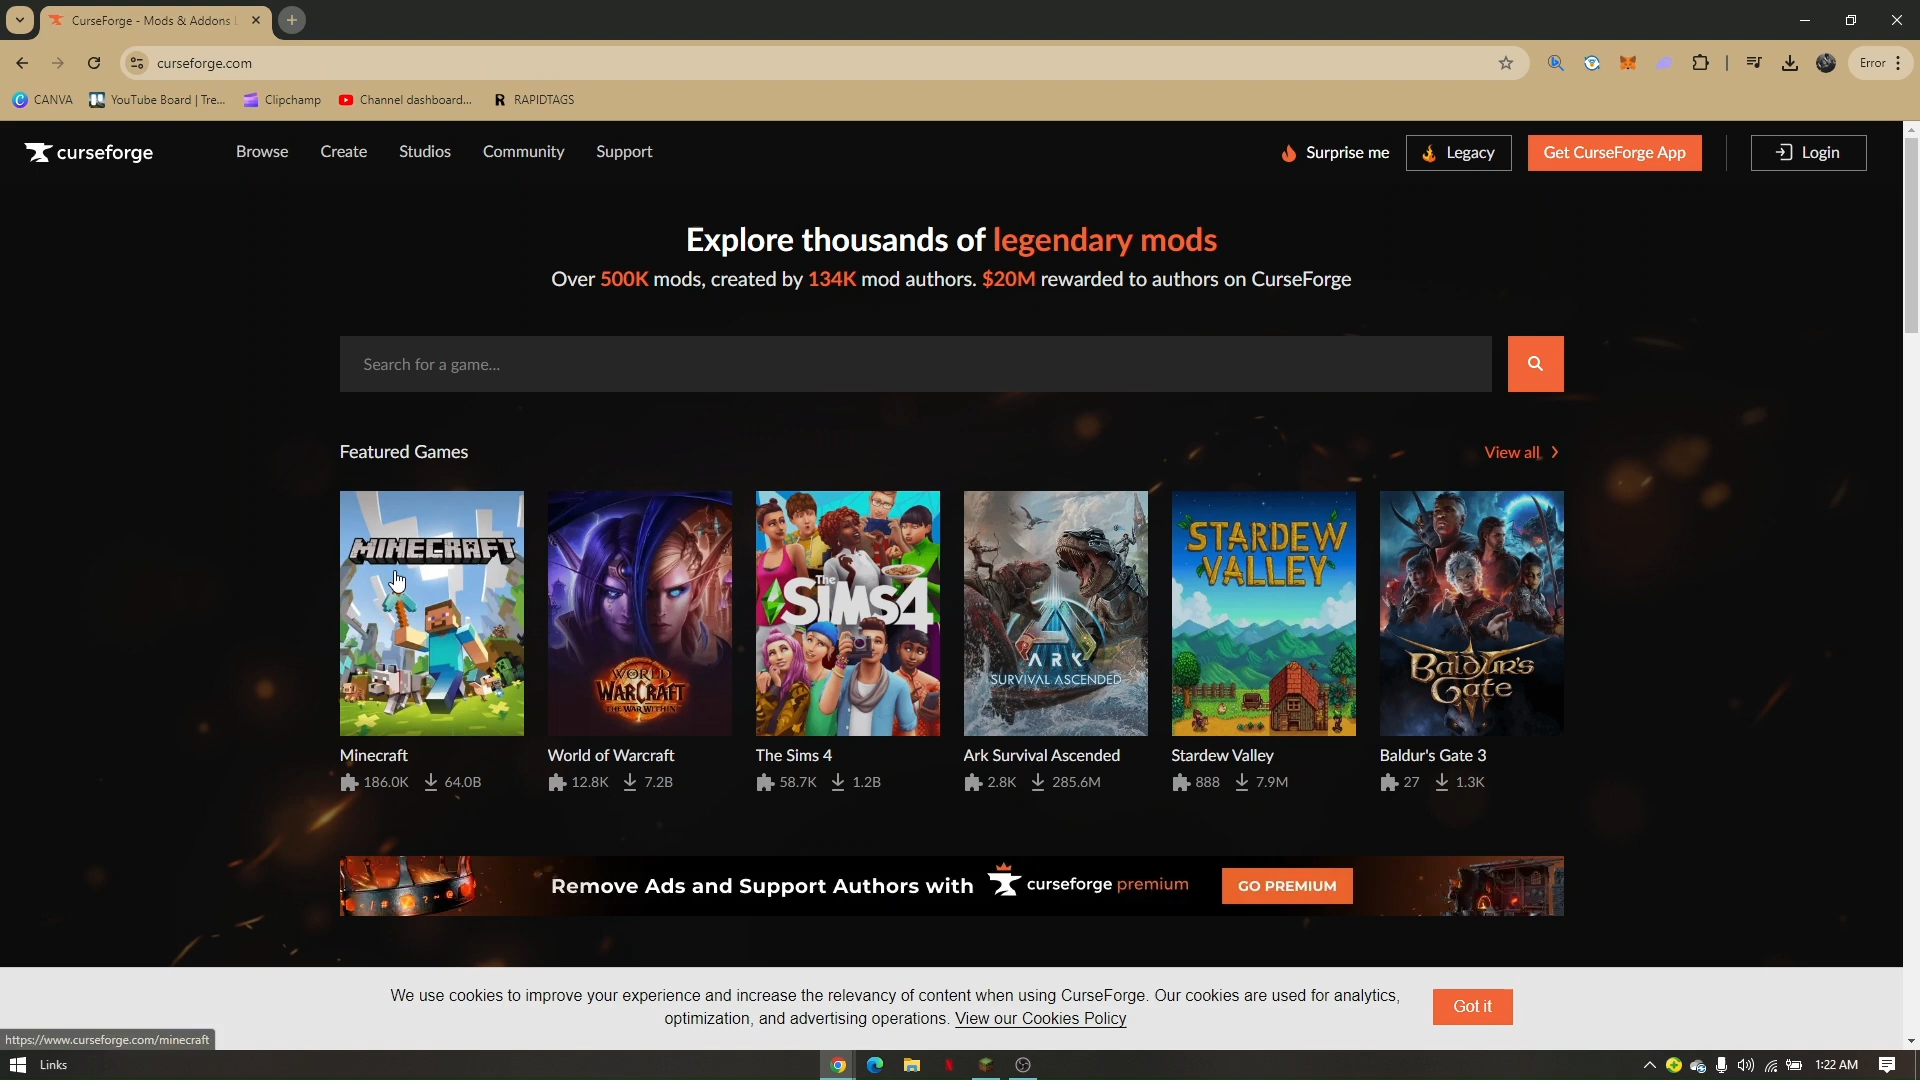 CurseForge - Mods & Addons
curseforge.com
Error
CANVA
YouTube Board | Tre...
Clipchamp
Channel dashboard...
R RAPIDTAGS
curseforge
Browse
Create
Studios
Community
Support
Surprise me
Legacy
Get CurseForge App
Login
Explore thousands of legendary mods
Over 500K mods, created by 134K mod authors. $20M rewarded to authors on CurseForge
Search for a game...
Featured Games
View all
MINECRAFT
WORLD OF WARCRAFT
THE WAR WITHIN
The SIMS 4
ARK
SURVIVAL ASCENDED
STARDEW VALLEY
Baldur's Gate
Minecraft
186.0K 64.0B
World of Warcraft
12.8K 7.2B
The Sims 4
58.7K 1.2B
Ark Survival Ascended
2.8K 285.6M
Stardew Valley
888 7.9M
Baldur's Gate 3
27 1.3K
Remove Ads and Support Authors with curseforge premium
GO PREMIUM
We use cookies to improve your experience and increase the relevancy of content when using CurseForge. Our cookies are used for analytics,
optimization, and advertising operations. View our Cookies Policy
Got it
https://www.curseforge.com/minecraft
Links
1:22 AM